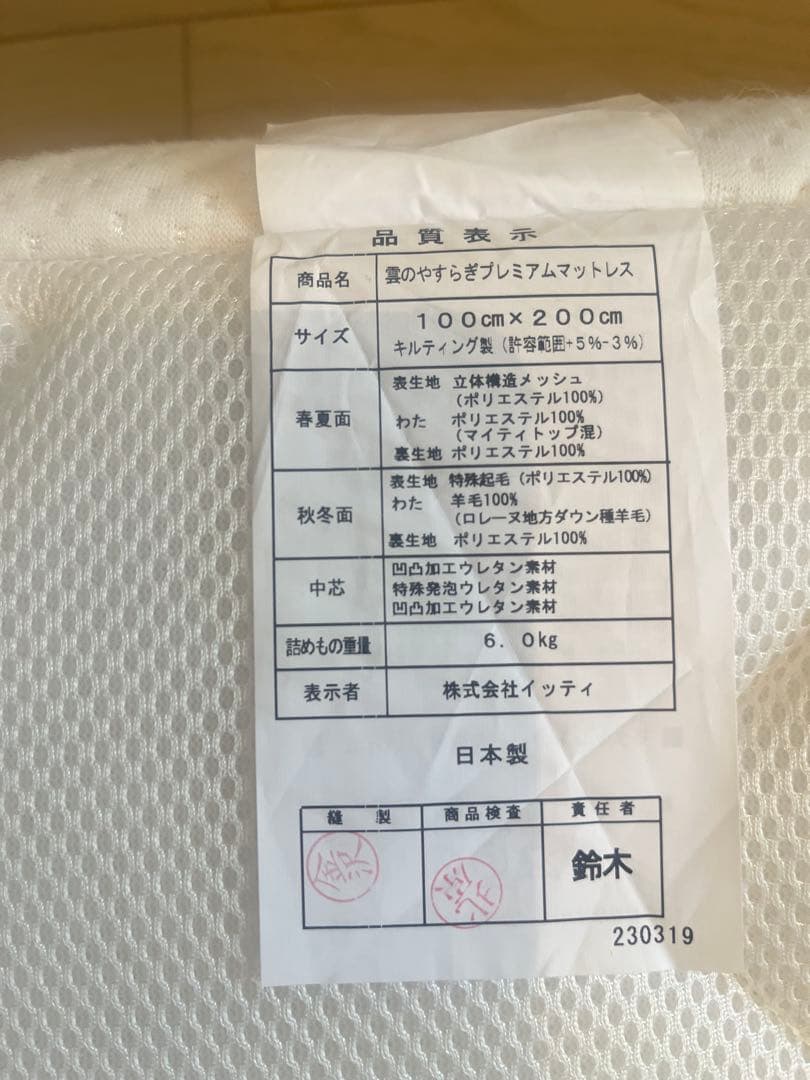 品質表示
商品名 雲のやすらぎプレミアムマットレス
サイズ １００㎝×２００㎝
キルティング製（許容範囲+５%-３%）
春夏面
表生地 立体構造メッシュ
（ポリエステル100%）
わた ポリエステル100%
（マイティトップ混）
裏生地 ポリエステル100%
秋冬面
表生地 特殊起毛（ポリエステル100%）
わた 羊毛100%
（ロレーヌ地方ダウン種羊毛）
裏生地 ポリエステル100%
中芯
凹凸加工ウレタン素材
特殊発泡ウレタン素材
凹凸加工ウレタン素材
詰めもの重量 ６．０kg
表示者 株式会社イッティ
日本製
縫製 商品検査 責任者
金沢 鈴木
230319